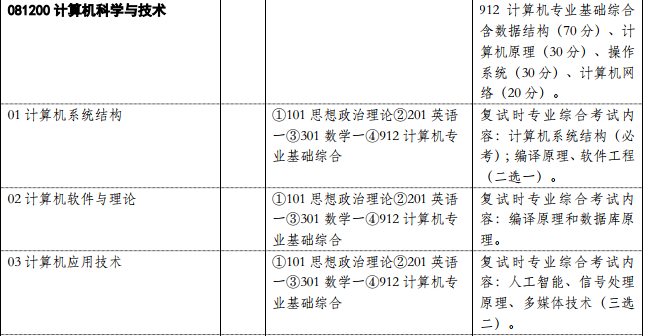 081200 计算机科学与技术
912 计算机专业基础综合
含数据结构（70 分）、计
算机原理（30 分）、操作
系统（30 分）、计算机网
络（20 分）。
01 计算机系统结构
①101 思想政治理论②201 英语
一③301 数学一④912 计算机专
业基础综合
复试时专业综合考试内
容：计算机系统结构（必
考）；编译原理、软件工程
（二选一）。
02 计算机软件与理论
①101 思想政治理论②201 英语
一③301 数学一④912 计算机专
业基础综合
复试时专业综合考试内
容：编译原理和数据库原
理。
03 计算机应用技术
①101 思想政治理论②201 英语
一③301 数学一④912 计算机专
业基础综合
复试时专业综合考试内
容：人工智能、信号处理
原理、多媒体技术（三选
二）。